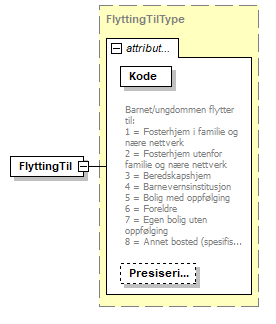 FlyttingTilType
attribut...
Kode
Barnet/ungdommen flytter
til:
1 = Fosterhjem i familie og
nære nettverk
2 = Fosterhjem utenfor
familie og nære nettverk
3 = Beredskapshjem
4 = Barnevernsinstitusjon
5 = Bolig med oppfølging
6 = Foreldre
7 = Egen bolig uten
oppfølging
8 = Annet bosted (spesifis...
FlyttingTil
Presiseri...